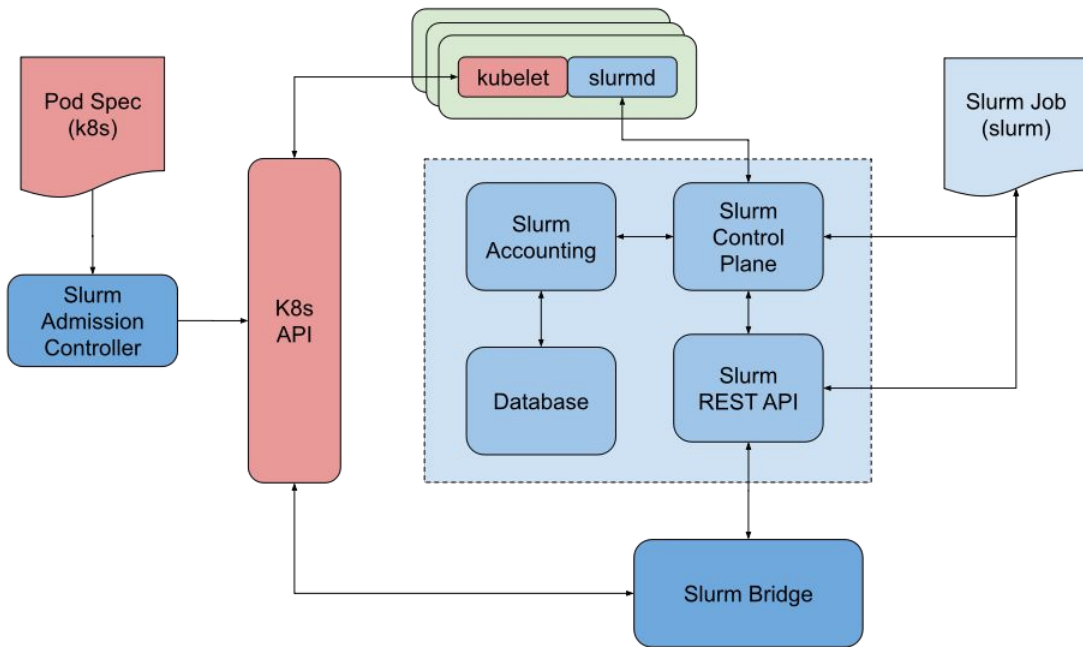 kubelet
slurmd
Pod Spec
(k8s)
Slurm Job
(slurm)
Slurm
Accounting
Slurm
Control
Plane
Slurm
Admission
Controller
K8s
API
Database
Slurm
REST API
Slurm Bridge